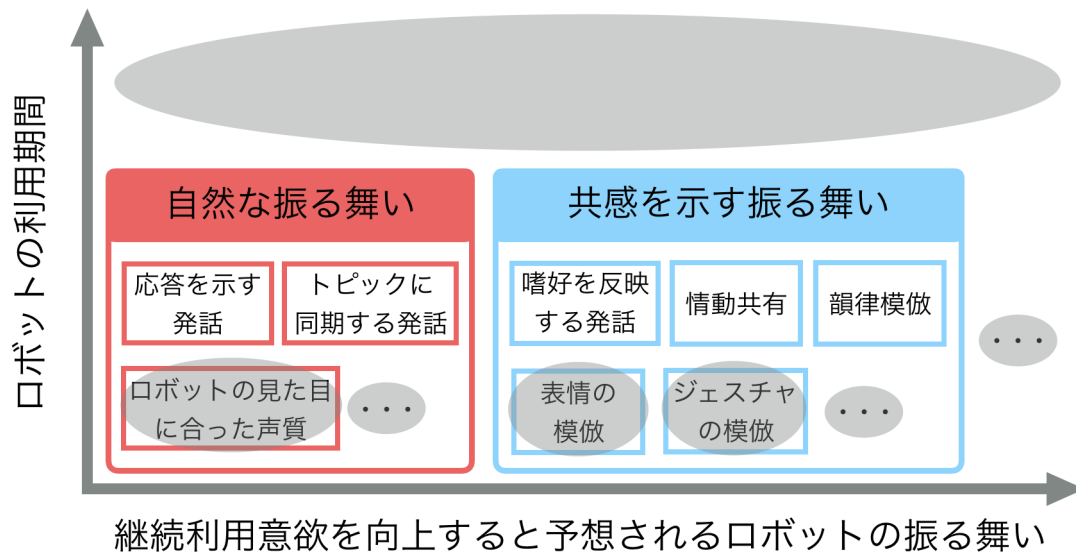 ロボットの利用期間
自然な振る舞い
応答を示す
発話
トピックに
同期する発話
ロボットの見た目
に合った声質
・・・
共感を示す振る舞い
嗜好を反映
する発話
情動共有
韻律模倣
表情の
模倣
ジェスチャ
の模倣
・・・
・・・
継続利用意欲を向上すると予想されるロボットの振る舞い